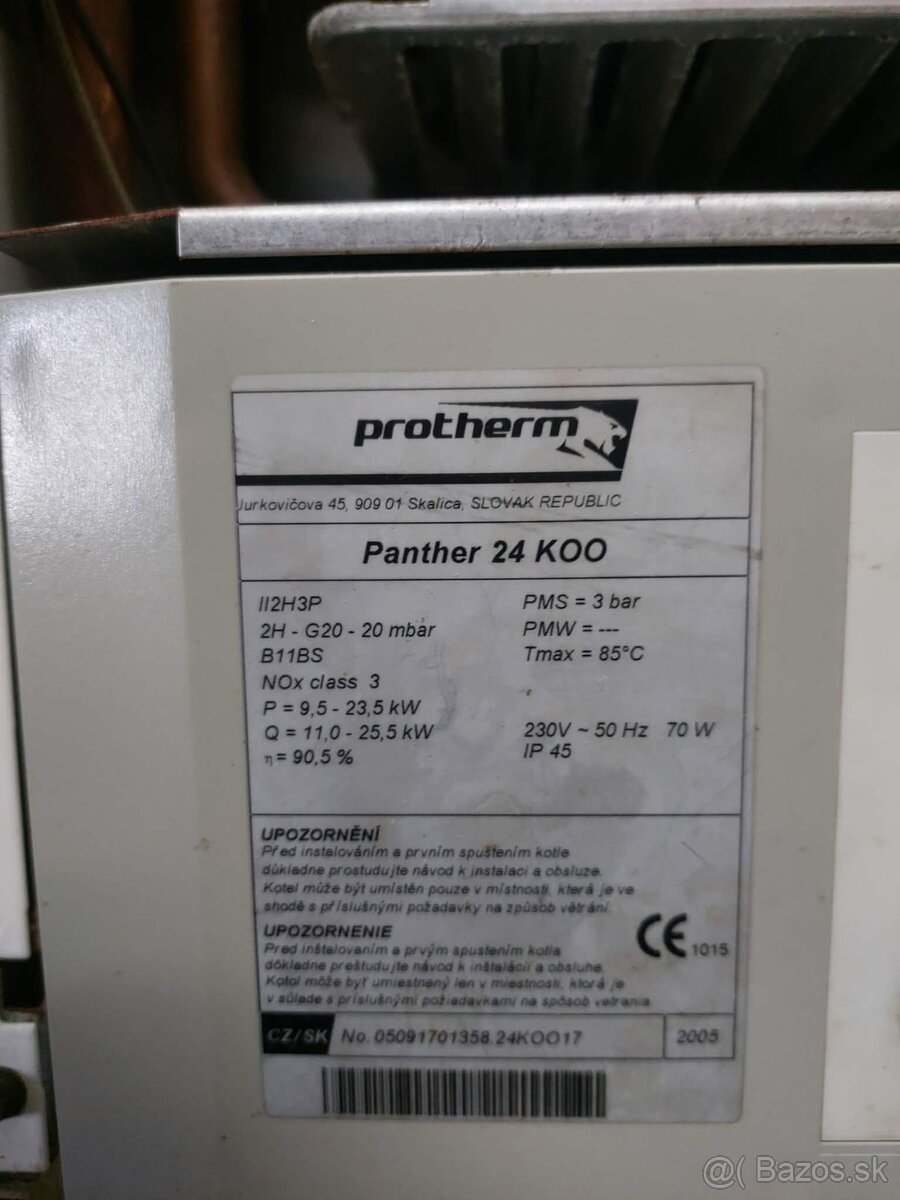 protherm
Jurkovičova 45, 909 01 Skalica, SLOVAK REPUBLIC
Panther 24 KOO
II2H3P
2H - G20 - 20 mbar
B11BS
NOx class 3
P = 9,5 - 23,5 kW
Q = 11,0 - 25,5 kW
η = 90,5 %
PMS = 3 bar
PMW = ---
Tmax = 85°C
230V ~ 50 Hz 70 W
IP 45
UPOZORNĚNÍ
Před instalováním a prvním spuštením kotle
důkladne prostudujte návod k instalaci a obsluze.
Kotel může být umístěn pouze v místnosti, která je ve
shodě s příslušnými požadavky na způsob větrání.
UPOZORNENIE
Pred inštalovaním a prvým spustením kotla
dôkladne preštudujte návod k inštalácii a obsluhe.
Kotol môže byť umiestnený len v miestnosti, ktorá je
v súlade s príslušnými požiadavkami na spôsob vetrania.
CE 1015
CZ/SK No. 05091701358.24KOO17 2005
@( Bazos.sk